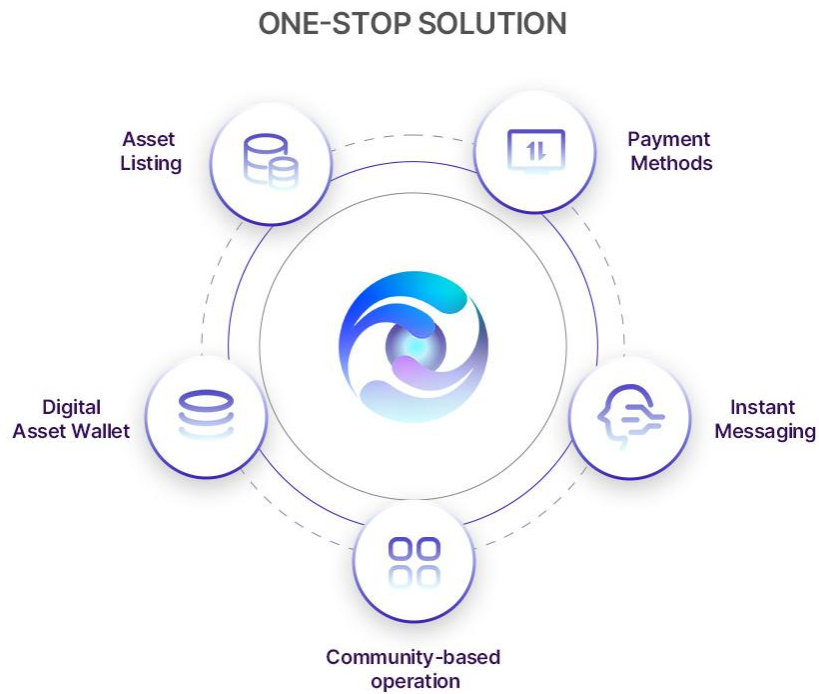 ONE-STOP SOLUTION
Asset
Listing
Payment
Methods
Digital
Asset Wallet
Instant
Messaging
Community-based
operation